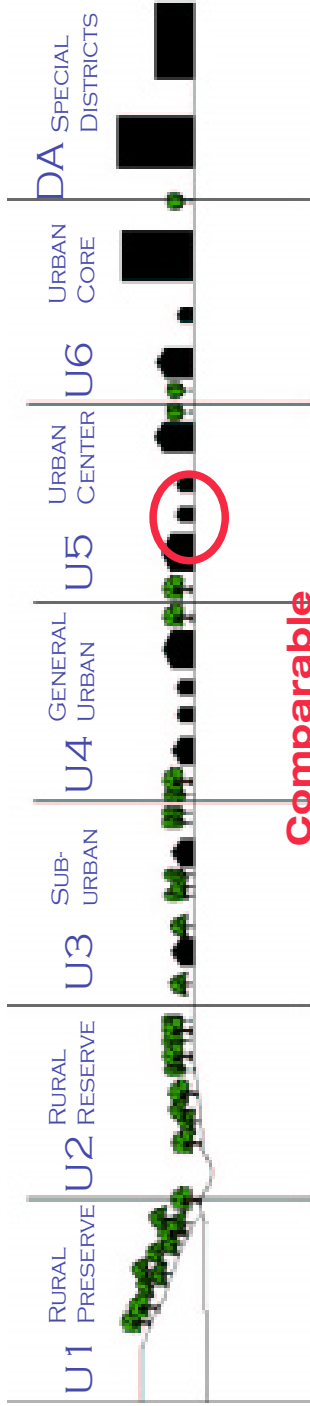 U1 RURAL
PRESERVE
U2 RURAL
RESERVE
U3 SUB-
URBAN
U4 GENERAL
URBAN
U5 URBAN
CENTER
U6 URBAN
CORE
DA SPECIAL
DISTRICTS
Comparable